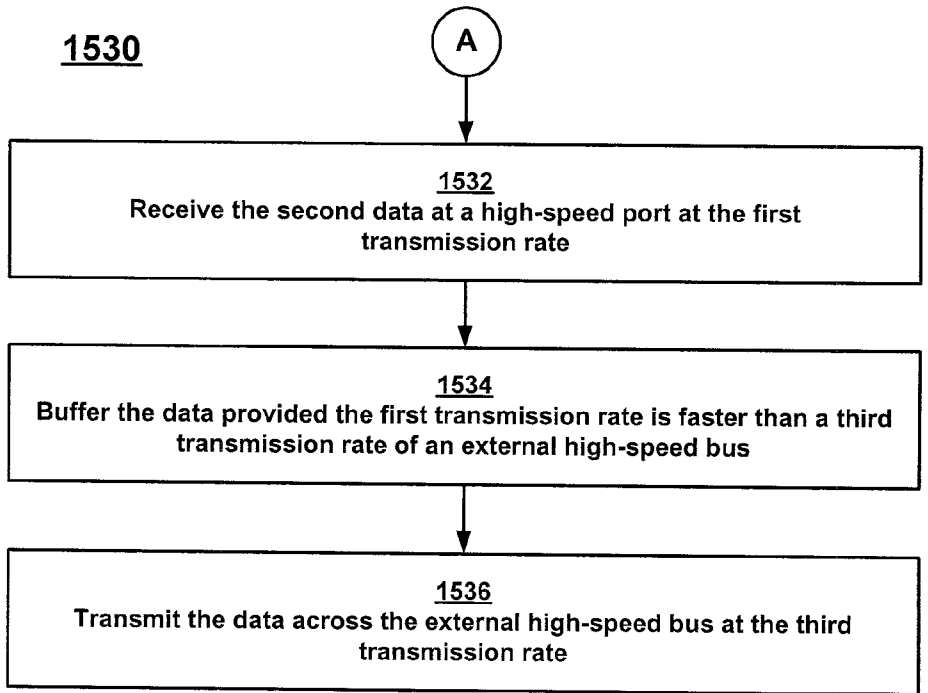 1530
A
1532
Receive the second data at a high-speed port at the first
transmission rate
1534
Buffer the data provided the first transmission rate is faster than a third
transmission rate of an external high-speed bus
1536
Transmit the data across the external high-speed bus at the third
transmission rate